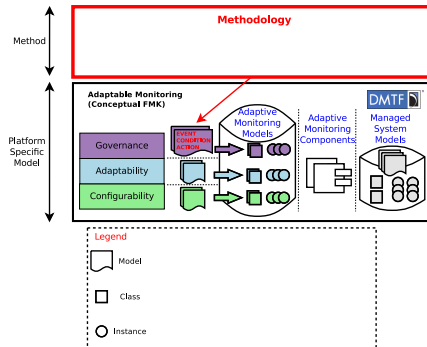 Methodology
Method
Adaptable Monitoring
(Conceptual FMK)
DMTF
Platform
Specific
Model
Governance
Adaptability
Configurability
EVENT
CONDITION
ACTION
Adaptive
Monitoring
Models
Adaptive
Monitoring
Components
Managed
System
Models
Legend
Model
Class
Instance